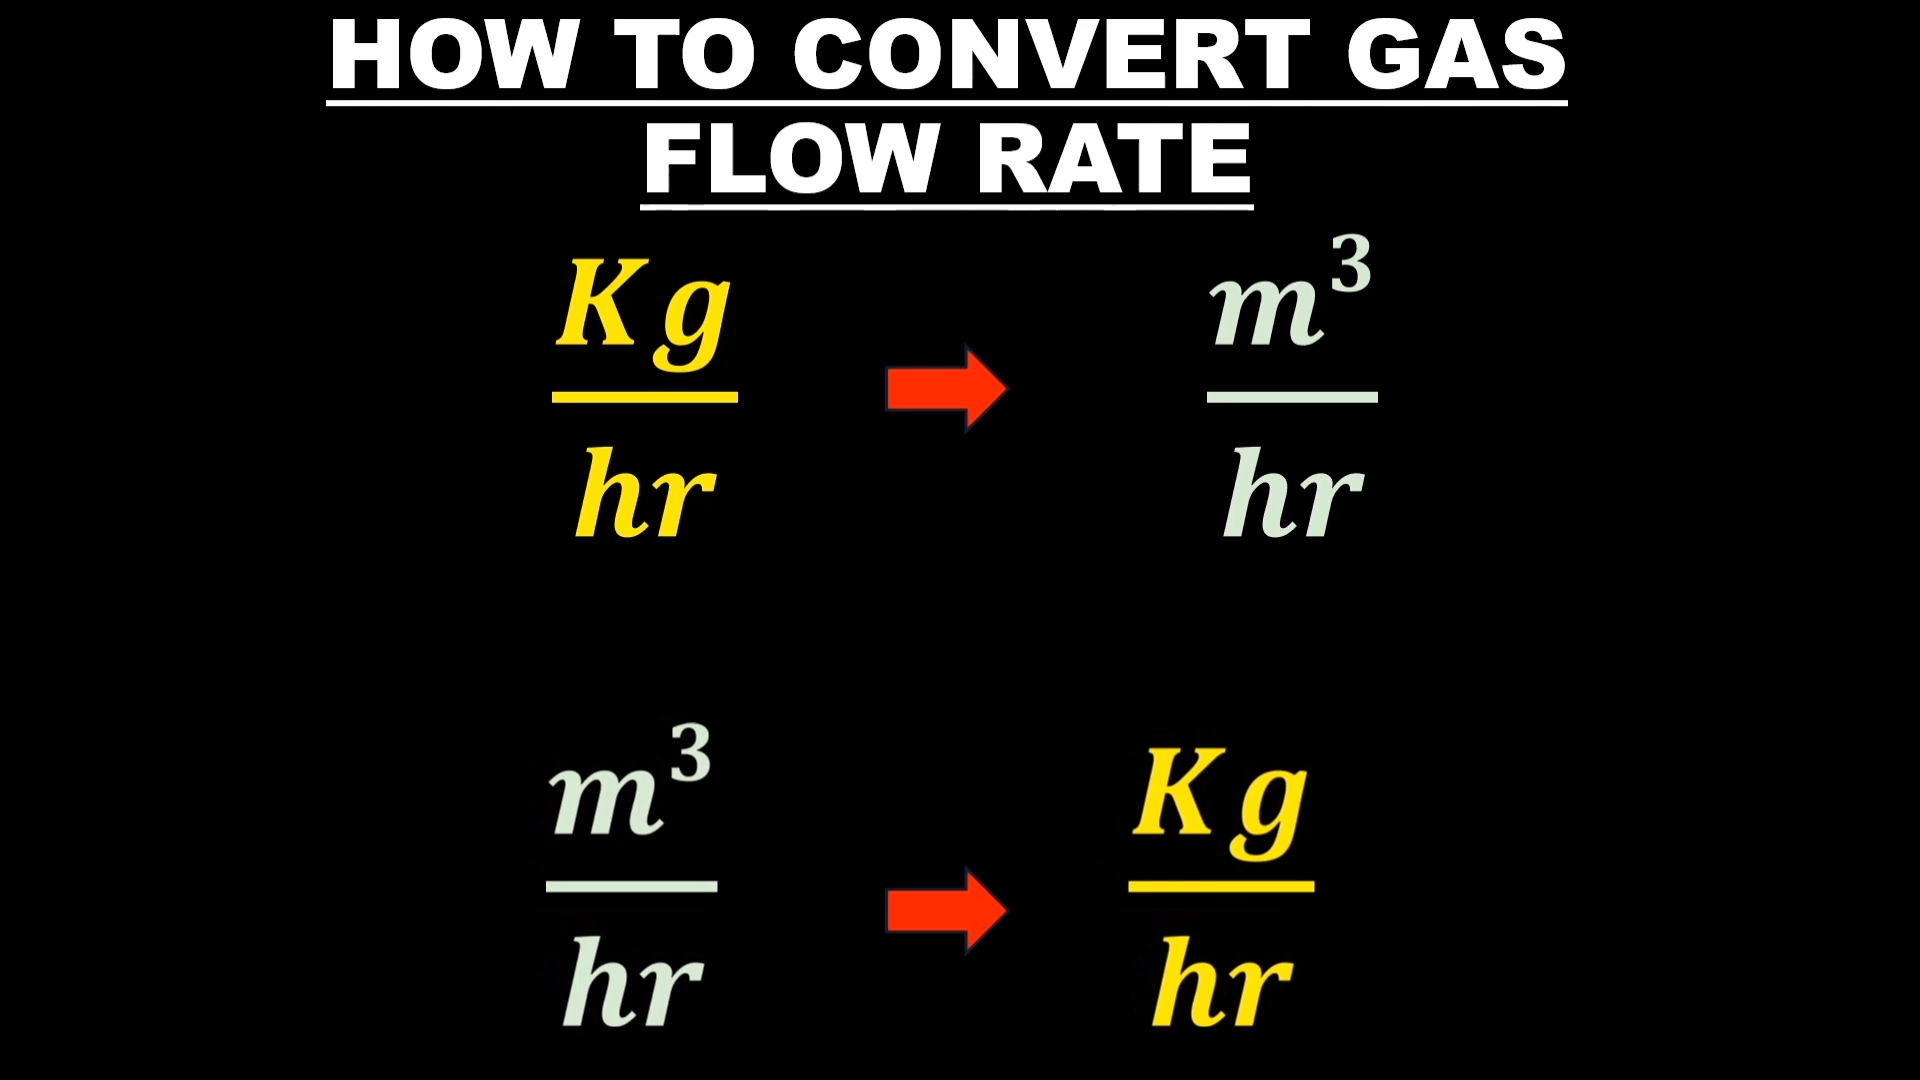 HOW TO CONVERT GAS
FLOW RATE
Kg m³
hr hr
m³ Kg
hr hr